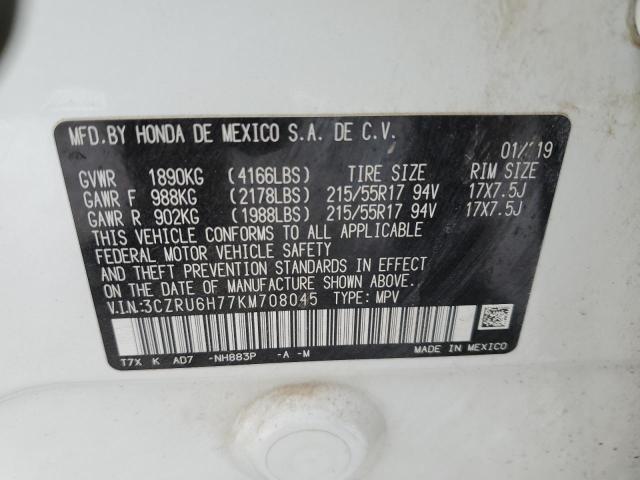 MFD.BY HONDA DE MEXICO S.A. DE C.V.
01/'19
GVWR 1890KG (4166LBS) TIRE SIZE RIM SIZE
GAWR F 988KG (2178LBS) 215/55R17 94V 17X7.5J
GAWR R 902KG (1988LBS) 215/55R17 94V 17X7.5J
THIS VEHICLE CONFORMS TO ALL APPLICABLE
FEDERAL MOTOR VEHICLE SAFETY
AND THEFT PREVENTION STANDARDS IN EFFECT
ON THE DATE OF MANUFACTURE SHOWN ABOVE.
V.IN:3CZRU6H77KM708045 TYPE: MPV
T7X K AD7 -NH883P -A -M MADE IN MEXICO